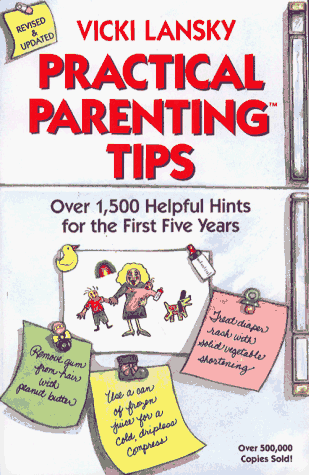 REVISED
&
UPDATED
VICKI LANSKY
PRACTICAL
PARENTING™
TIPS
Over 1,500 Helpful Hints
for the First Five Years
Remove gum
from hair
with
peanut butter
Use a can
of frozen
juice for a
cold, dripless
compress
Treat diaper
rash with
solid vegetable
shortening
Over 500,000
Copies Sold!